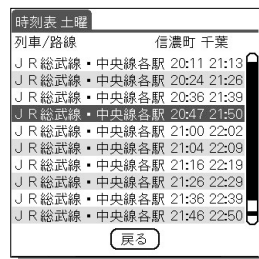 時刻表 土曜
列車/路線 信濃町 千葉
ＪＲ総武線・中央線各駅 20:11 21:13
ＪＲ総武線・中央線各駅 20:24 21:26
ＪＲ総武線・中央線各駅 20:36 21:39
ＪＲ総武線・中央線各駅 20:47 21:50
ＪＲ総武線・中央線各駅 21:00 22:02
ＪＲ総武線・中央線各駅 21:04 22:09
ＪＲ総武線・中央線各駅 21:16 22:19
ＪＲ総武線・中央線各駅 21:26 22:29
ＪＲ総武線・中央線各駅 21:36 22:39
ＪＲ総武線・中央線各駅 21:46 22:50
戻る